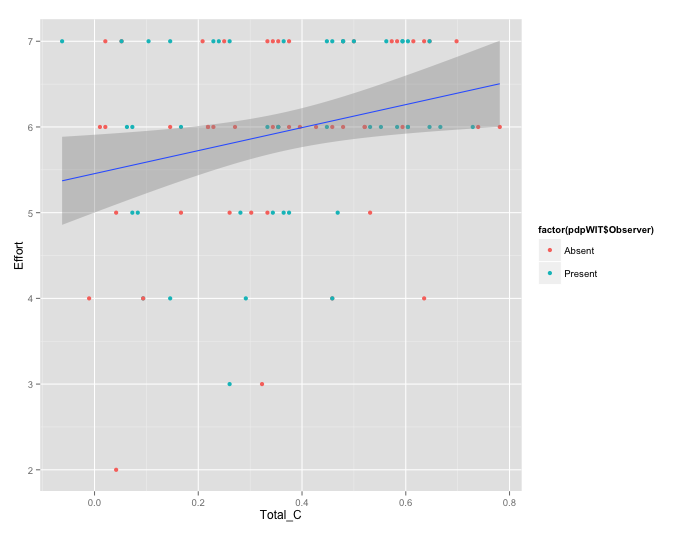 7
6
5
4
3
2
Effort
0.0 0.2 0.4 0.6 0.8
Total_C
factor(pdpWIT$Observer)
Absent
Present